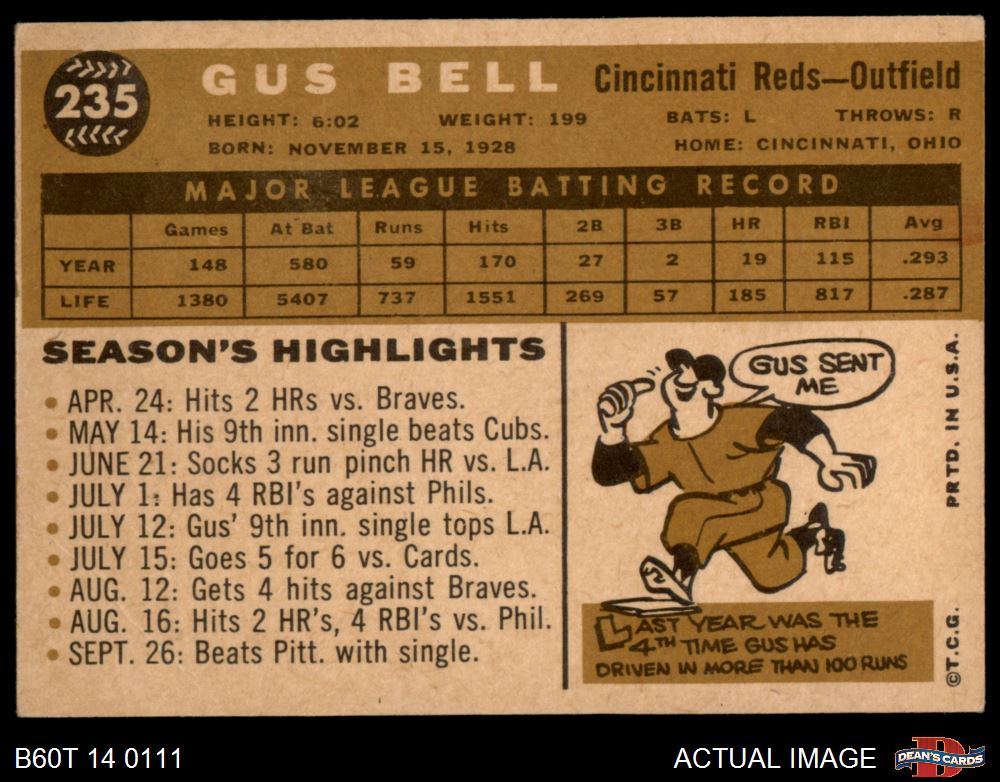 235
GUS BELL Cincinnati Reds—Outfield
HEIGHT: 6:02 WEIGHT: 199 BATS: L THROWS: R
BORN: NOVEMBER 15, 1928 HOME: CINCINNATI, OHIO
MAJOR LEAGUE BATTING RECORD
Games At Bat Runs Hits 2B 3B HR RBI Avg
YEAR 148 580 59 170 27 2 19 115 .293
LIFE 1380 5407 737 1551 269 57 185 817 .287
SEASON'S HIGHLIGHTS
• APR. 24: Hits 2 HRs vs. Braves.
• MAY 14: His 9th inn. single beats Cubs.
• JUNE 21: Socks 3 run pinch HR vs. L.A.
• JULY 1: Has 4 RBI's against Phils.
• JULY 12: Gus' 9th inn. single tops L.A.
• JULY 15: Goes 5 for 6 vs. Cards.
• AUG. 12: Gets 4 hits against Braves.
• AUG. 16: Hits 2 HR's, 4 RBI's vs. Phil.
• SEPT. 26: Beats Pitt. with single.
GUS SENT
ME
LAST YEAR WAS THE
4TH TIME GUS HAS
DRIVEN IN MORE THAN 100 RUNS
©T.C.G. PRTD. IN U.S.A.
B60T 14 0111 ACTUAL IMAGE
DEAN'S CARDS